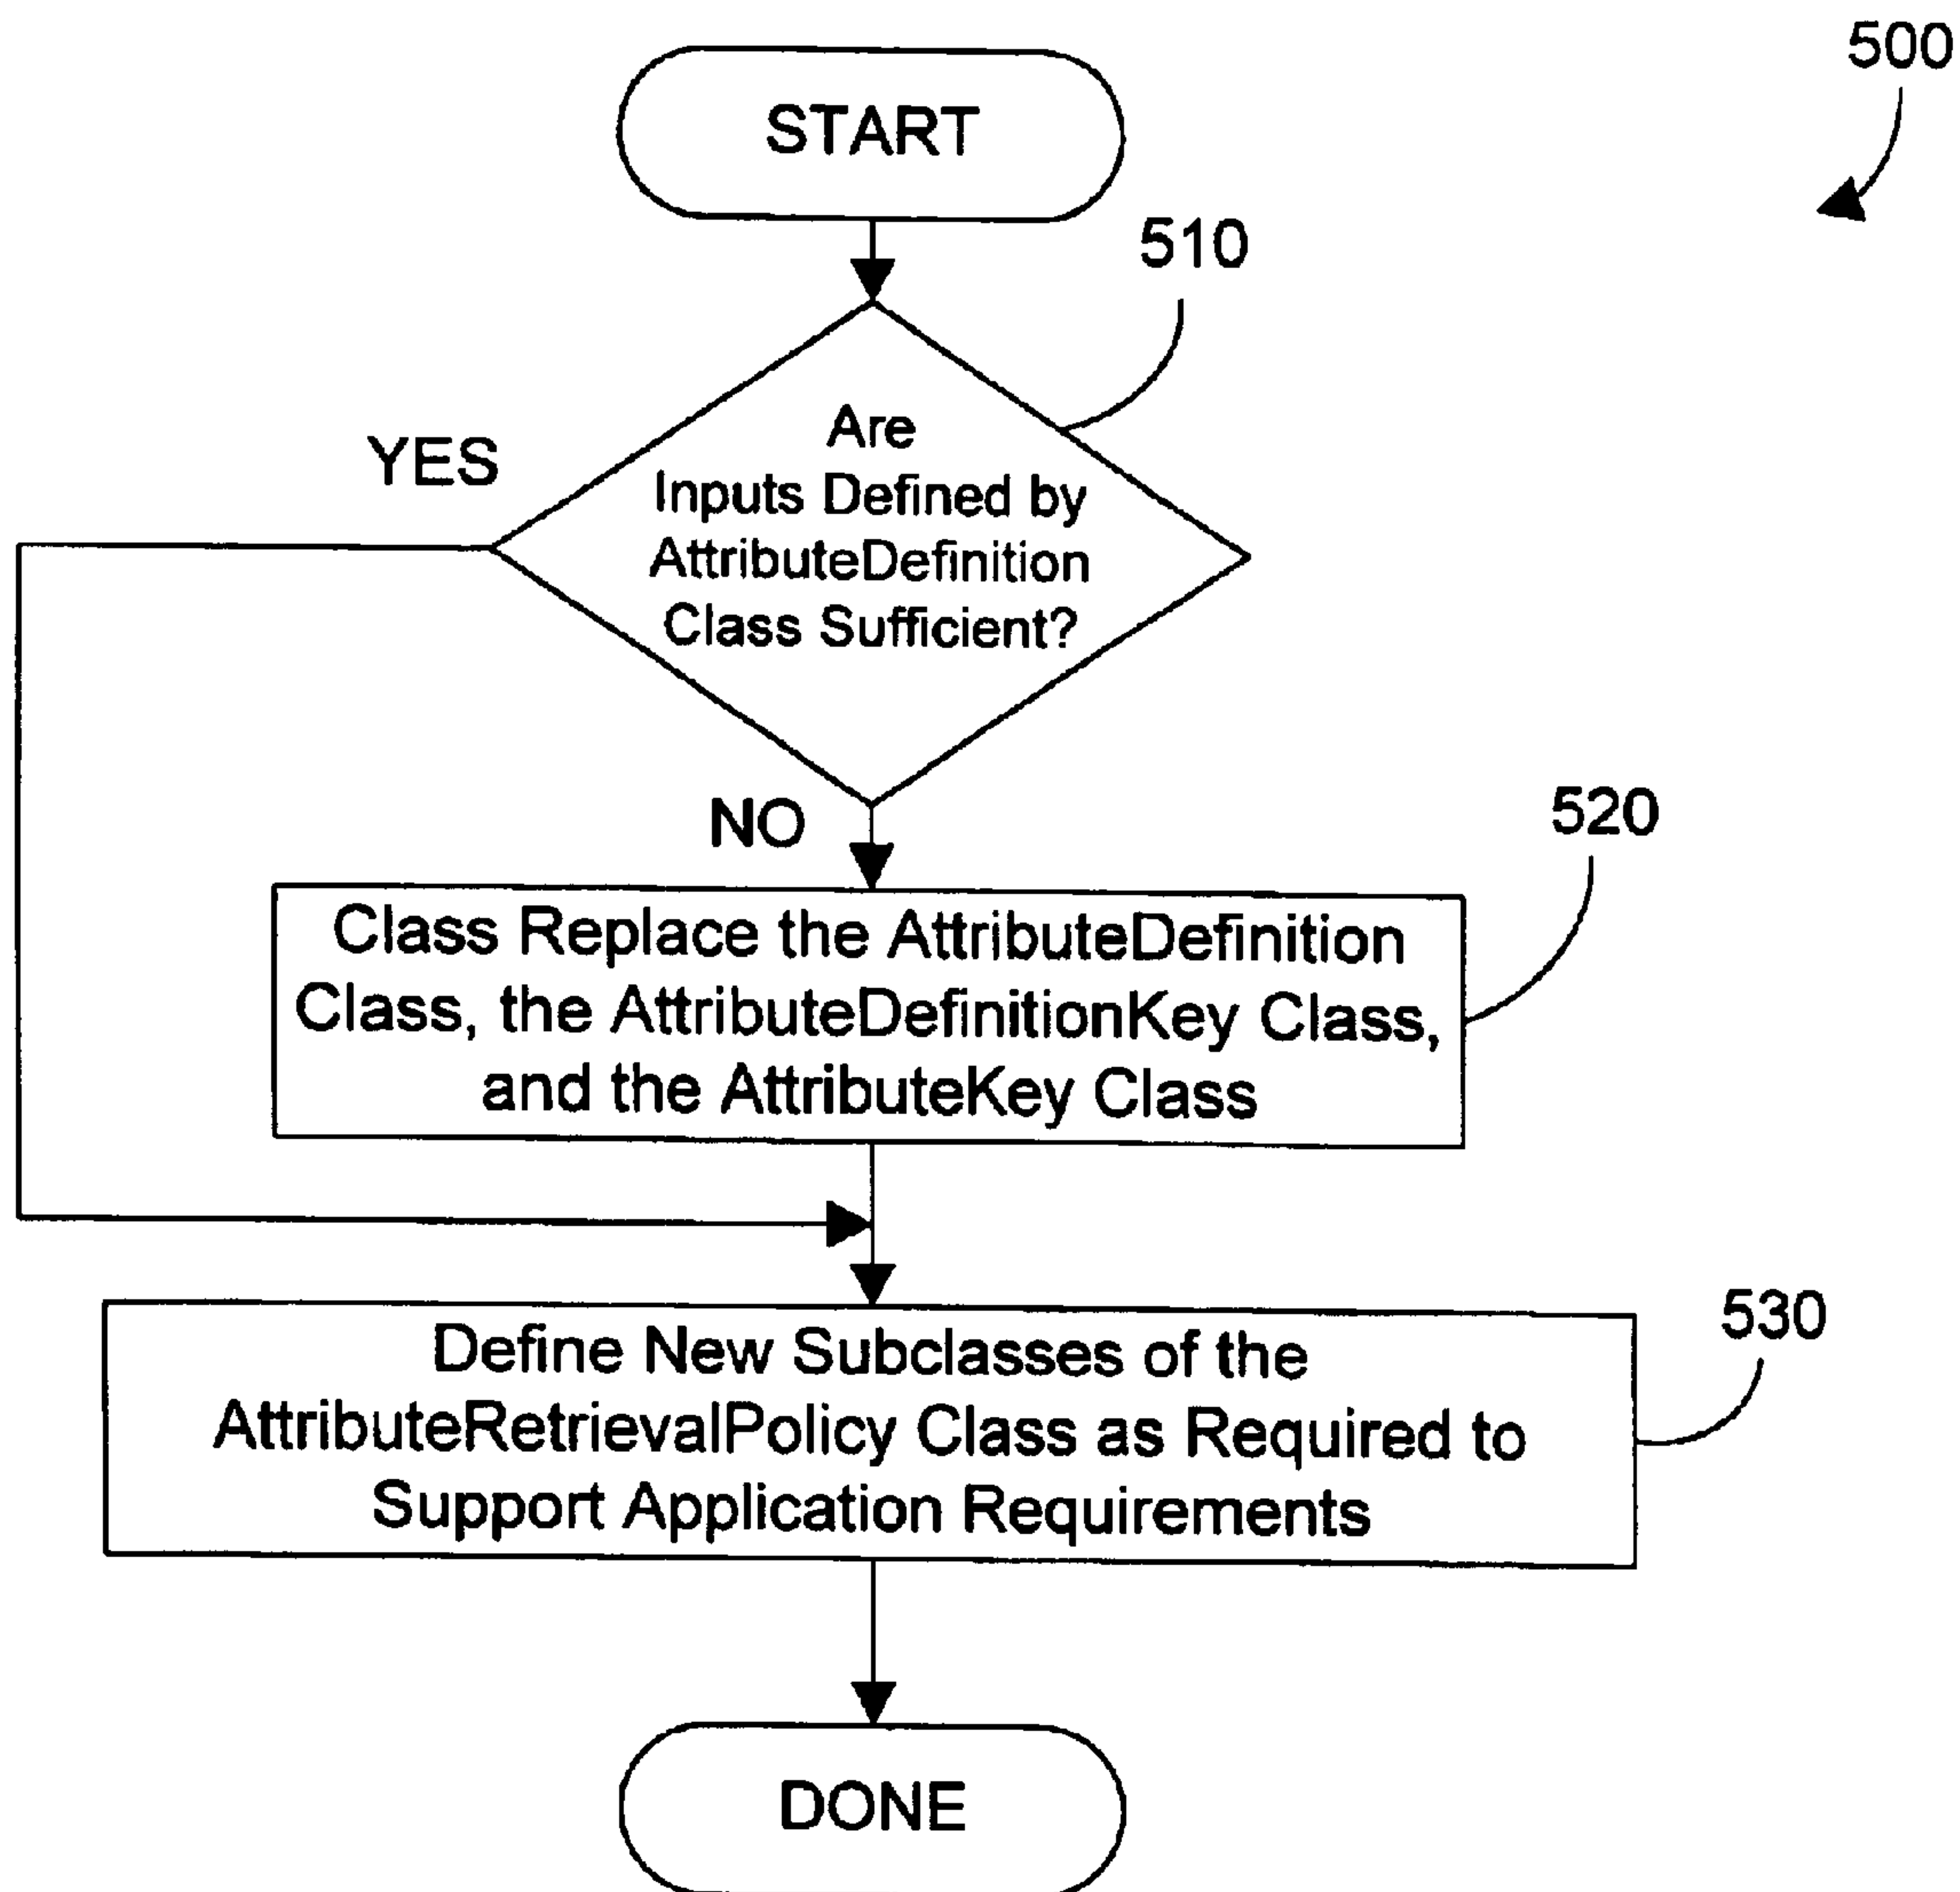 500
START
510
Are
Inputs Defined by
AttributeDefinition
Class Sufficient?
YES
NO
520
Class Replace the AttributeDefinition
Class, the AttributeDefinitionKey Class,
and the AttributeKey Class
530
Define New Subclasses of the
AttributeRetrievalPolicy Class as Required to
Support Application Requirements
DONE